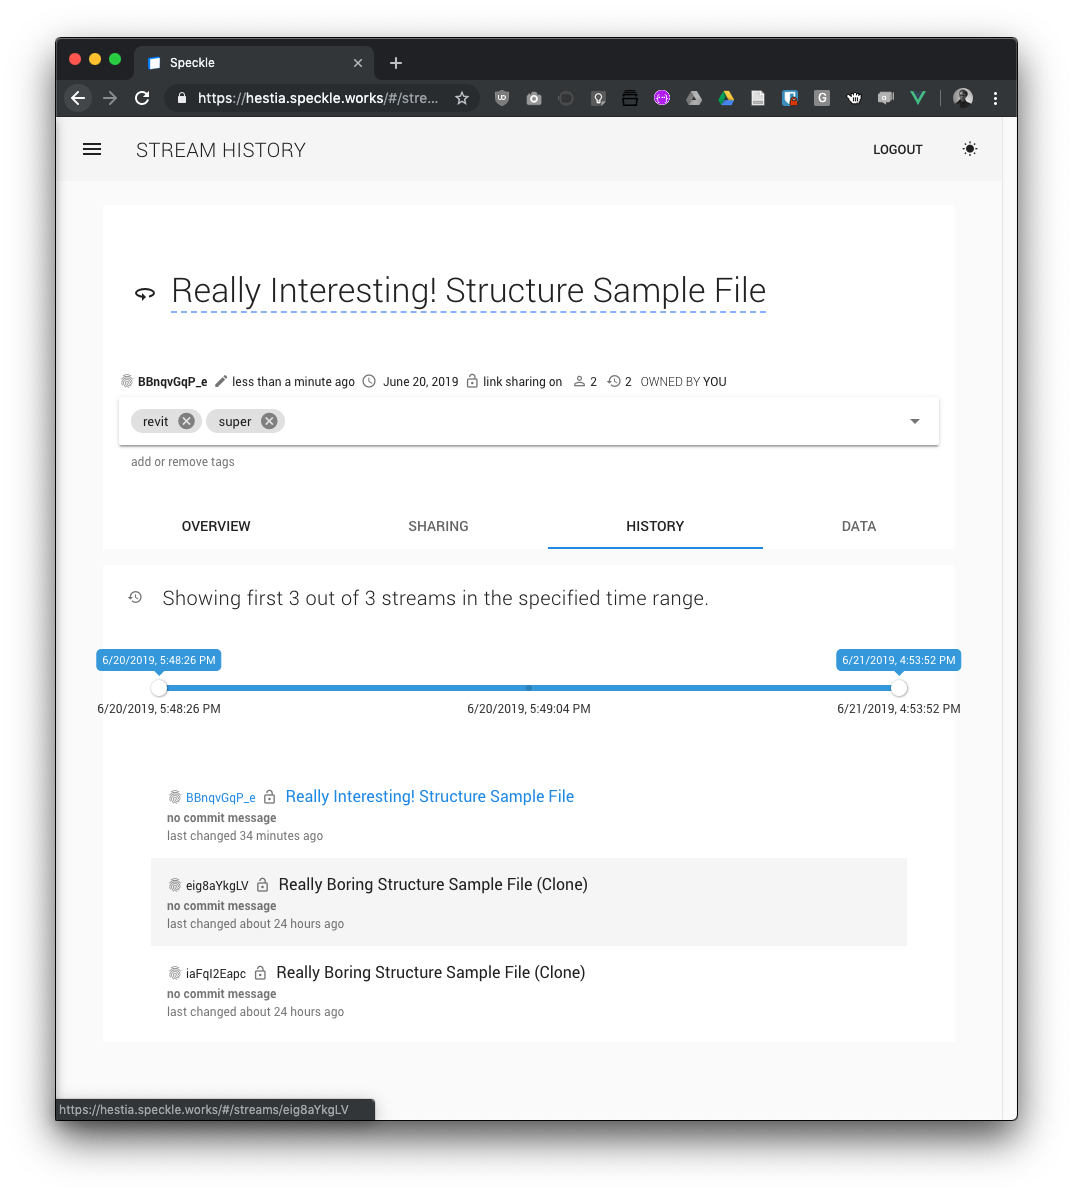 Speckle
https://hestia.speckle.works/#/stre...
STREAM HISTORY
LOGOUT
Really Interesting! Structure Sample File
BBnqvGqP_e less than a minute ago June 20, 2019 link sharing on 2 2 OWNED BY YOU
revit super
add or remove tags
OVERVIEW SHARING HISTORY DATA
Showing first 3 out of 3 streams in the specified time range.
6/20/2019, 5:48:26 PM 6/21/2019, 4:53:52 PM
6/20/2019, 5:48:26 PM 6/20/2019, 5:49:04 PM 6/21/2019, 4:53:52 PM
BBnqvGqP_e Really Interesting! Structure Sample File
no commit message
last changed 34 minutes ago
eig8aYkgLV Really Boring Structure Sample File (Clone)
no commit message
last changed about 24 hours ago
iaFqI2Eapc Really Boring Structure Sample File (Clone)
no commit message
last changed about 24 hours ago
https://hestia.speckle.works/#/streams/eig8aYkgLV